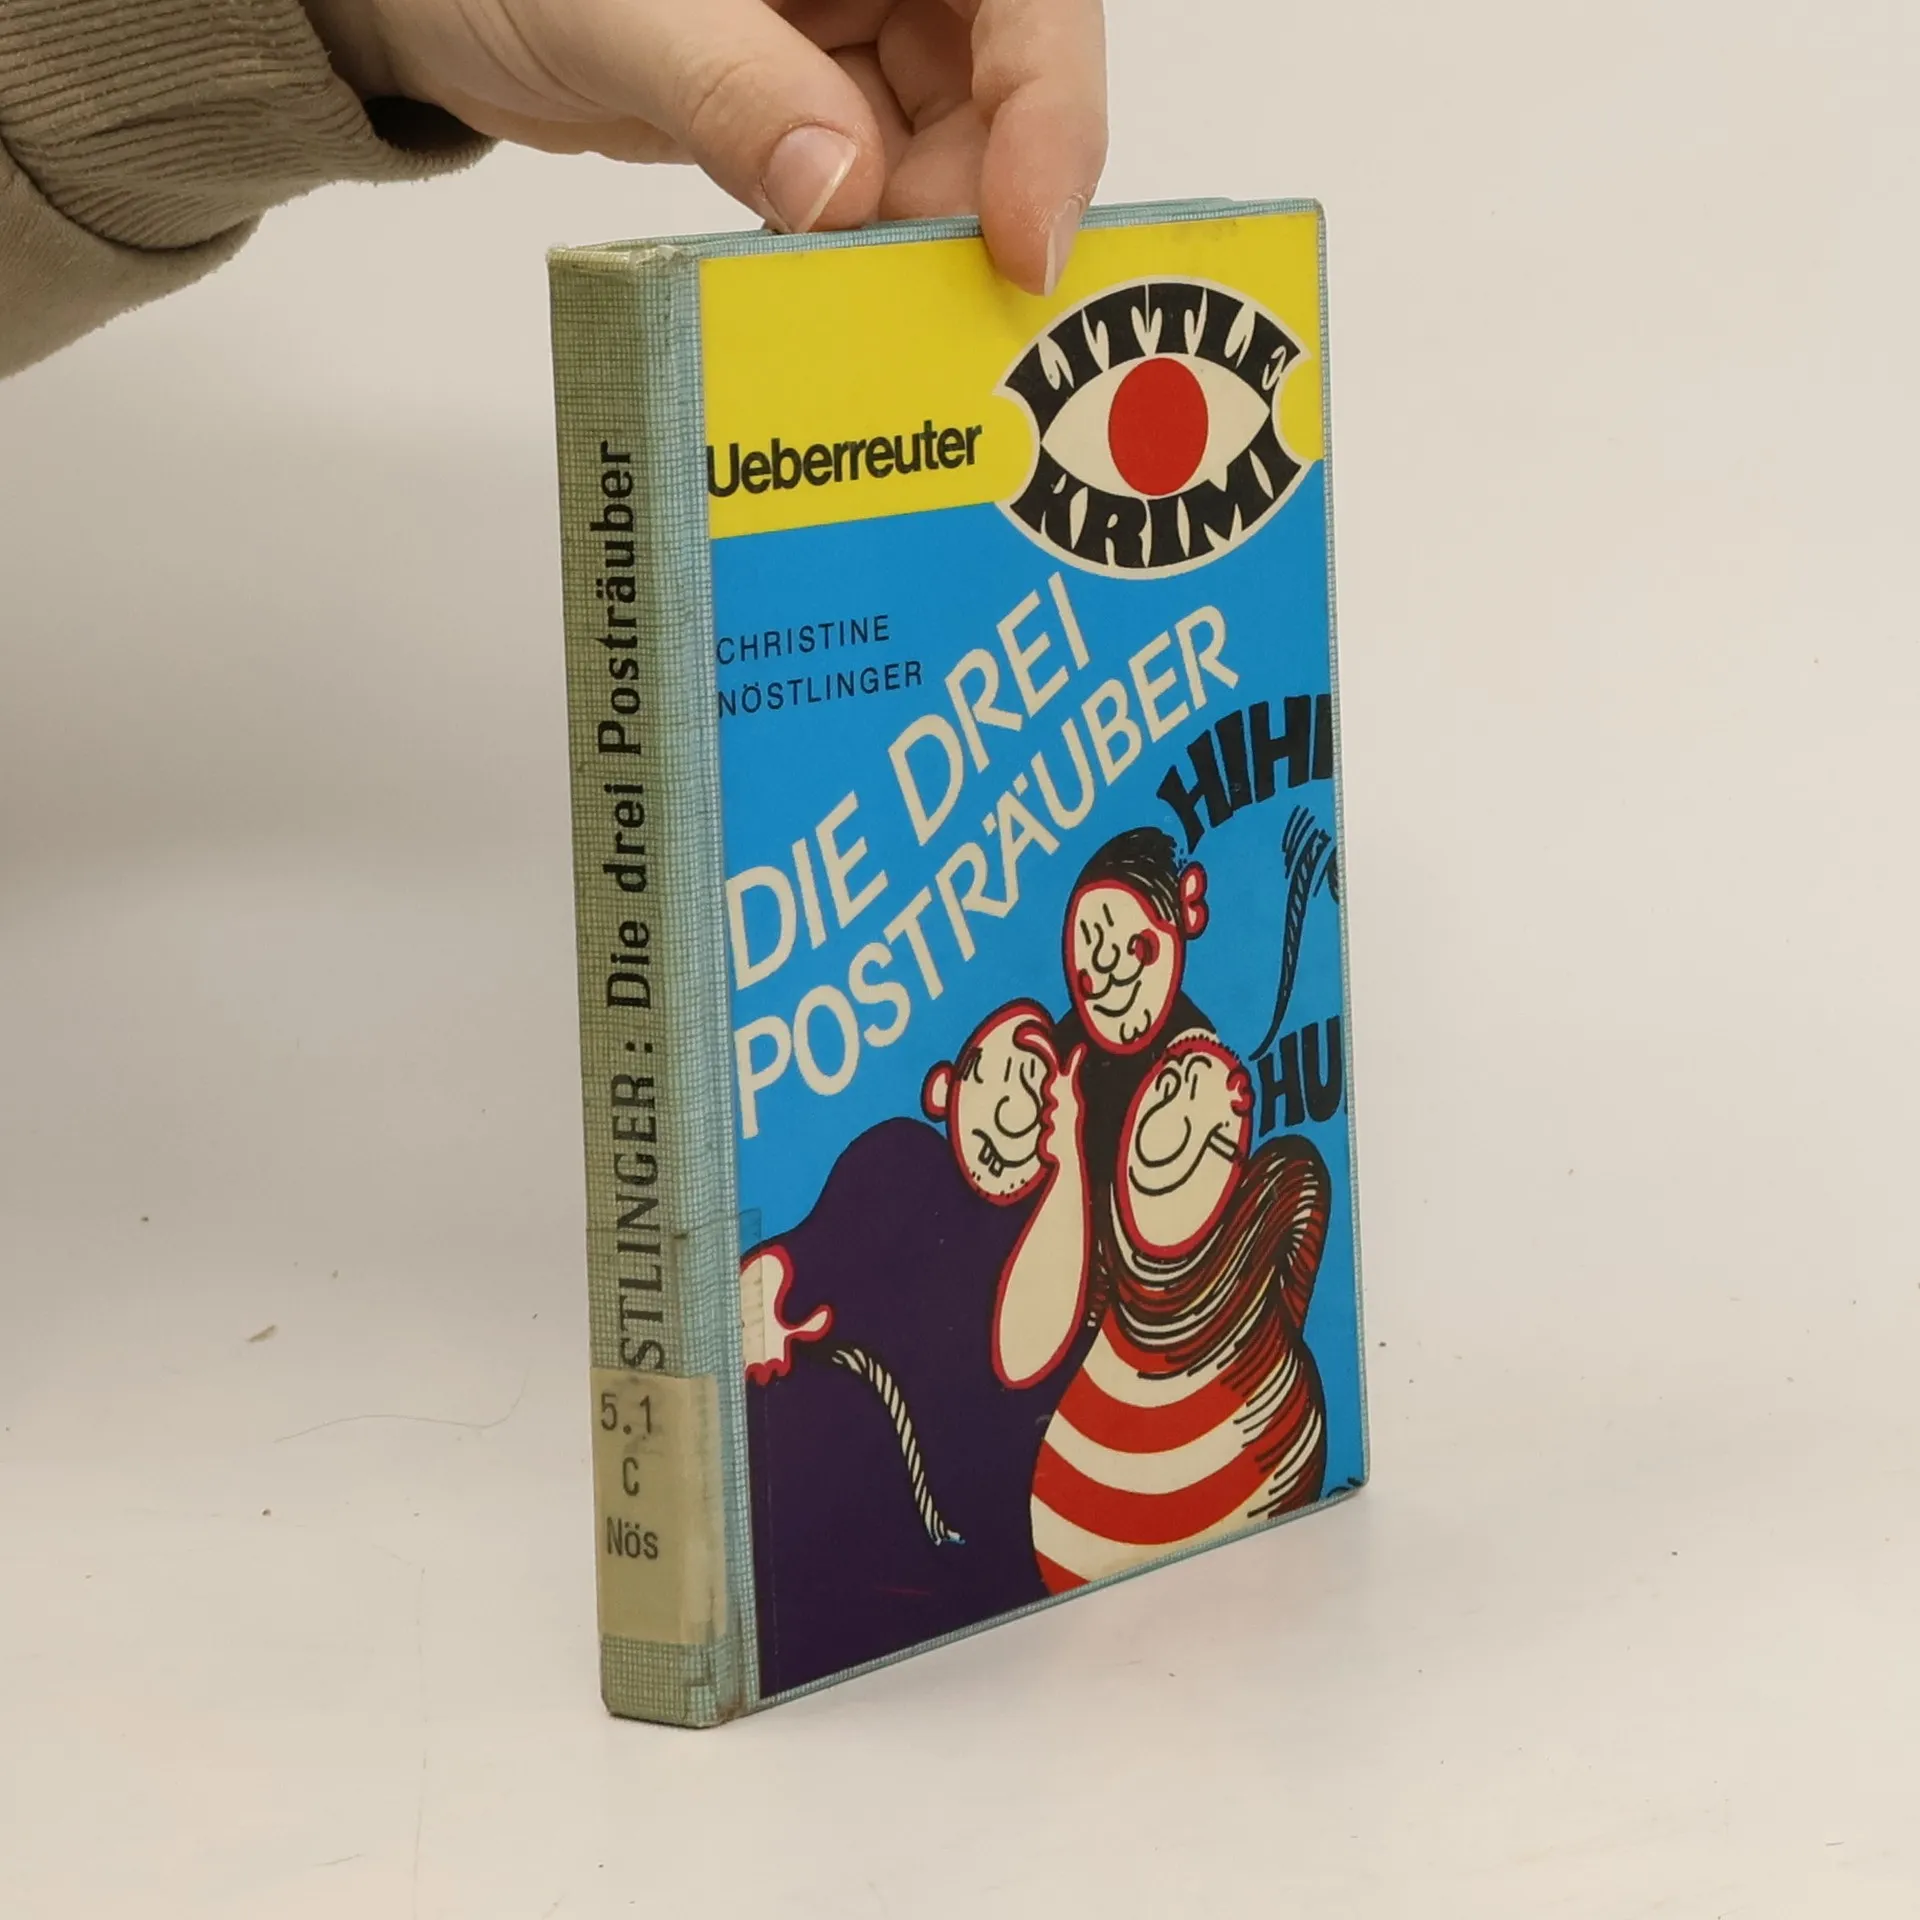 Ueberreuter
LITTLE
KRIMI
CHRISTINE
NÖSTLINGER
DIE DREI
POSTRÄUBER
HIHI
HU
STLINGER: Die drei Posträuber
5.1
C
Nös